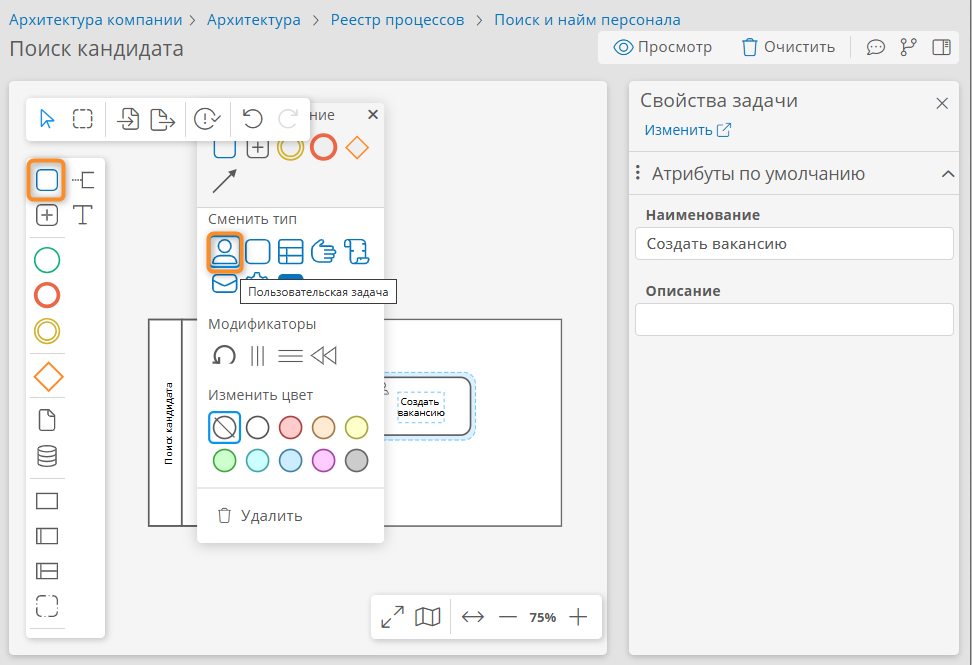 Архитектура компании > Архитектура > Реестр процессов > Поиск и найм персонала
Поиск кандидата
Просмотр
Очистить
ние
Сменить тип
Пользовательская задача
Модификаторы
Изменить цвет
Удалить
Поиск кандидата
Создать
вакансию
75%
Свойства задачи
Изменить
Атрибуты по умолчанию
Наименование
Создать вакансию
Описание